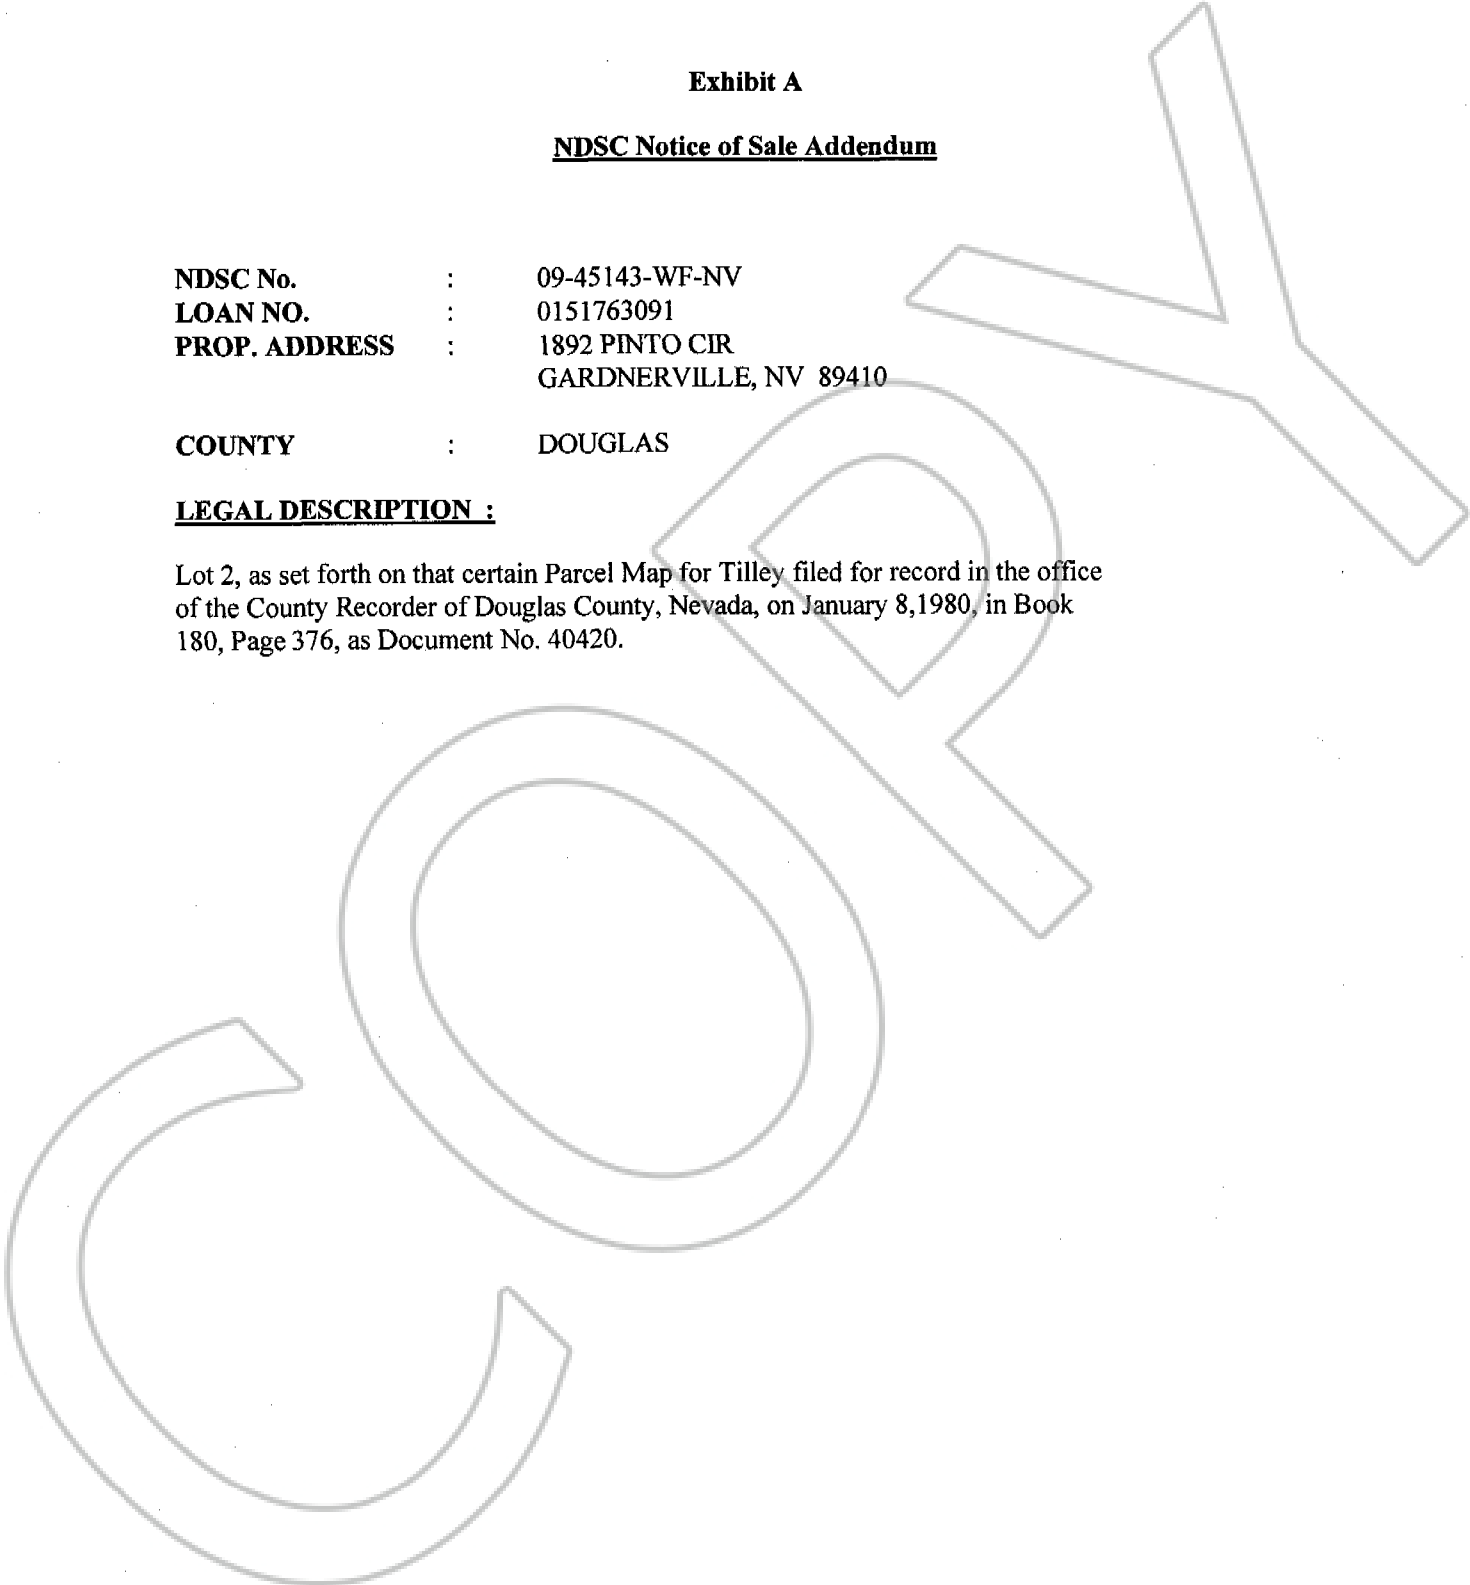 Exhibit A
NDSC Notice of Sale Addendum
NDSC No. : 09-45143-WF-NV
LOAN NO. : 0151763091
PROP. ADDRESS : 1892 PINTO CIR
GARDNERVILLE, NV 89410
COUNTY : DOUGLAS
LEGAL DESCRIPTION :
Lot 2, as set forth on that certain Parcel Map for Tilley filed for record in the office
of the County Recorder of Douglas County, Nevada, on January 8,1980, in Book
180, Page 376, as Document No. 40420.
COPY